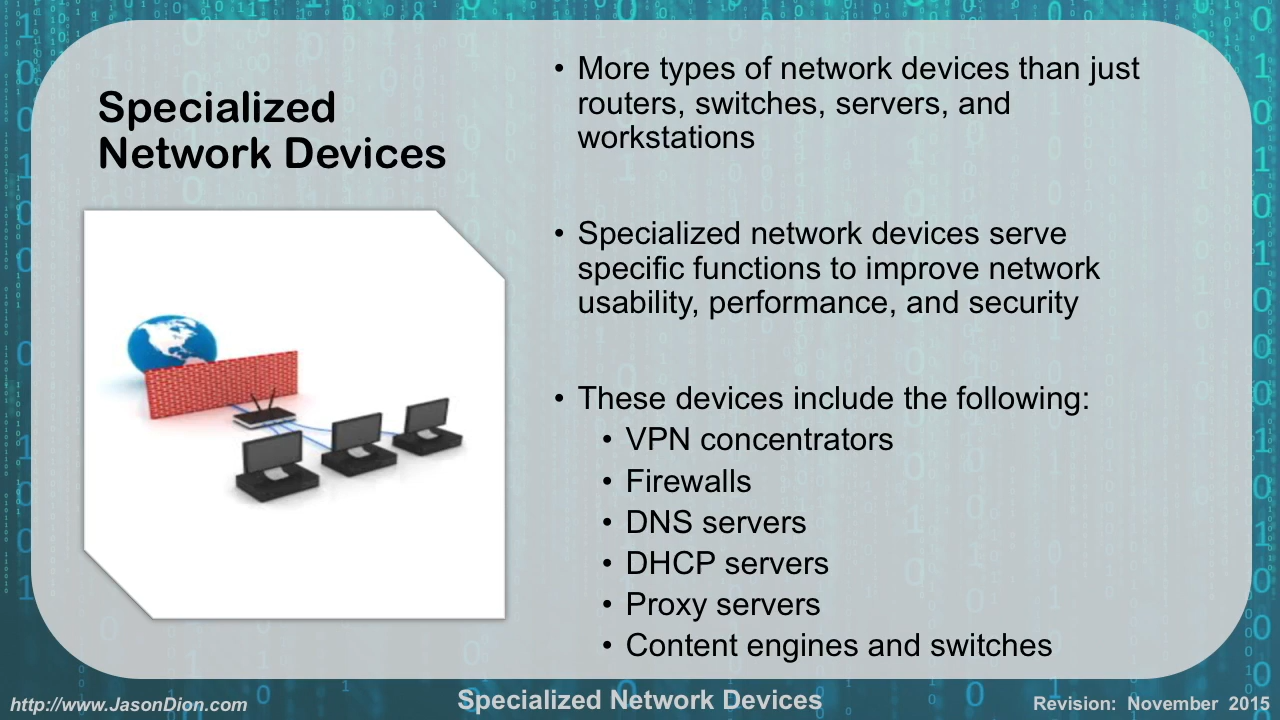 Specialized
Network Devices
• More types of network devices than just
routers, switches, servers, and
workstations
• Specialized network devices serve
specific functions to improve network
usability, performance, and security
• These devices include the following:
• VPN concentrators
• Firewalls
• DNS servers
• DHCP servers
• Proxy servers
• Content engines and switches
http://www.JasonDion.com
Specialized Network Devices
Revision: November 2015